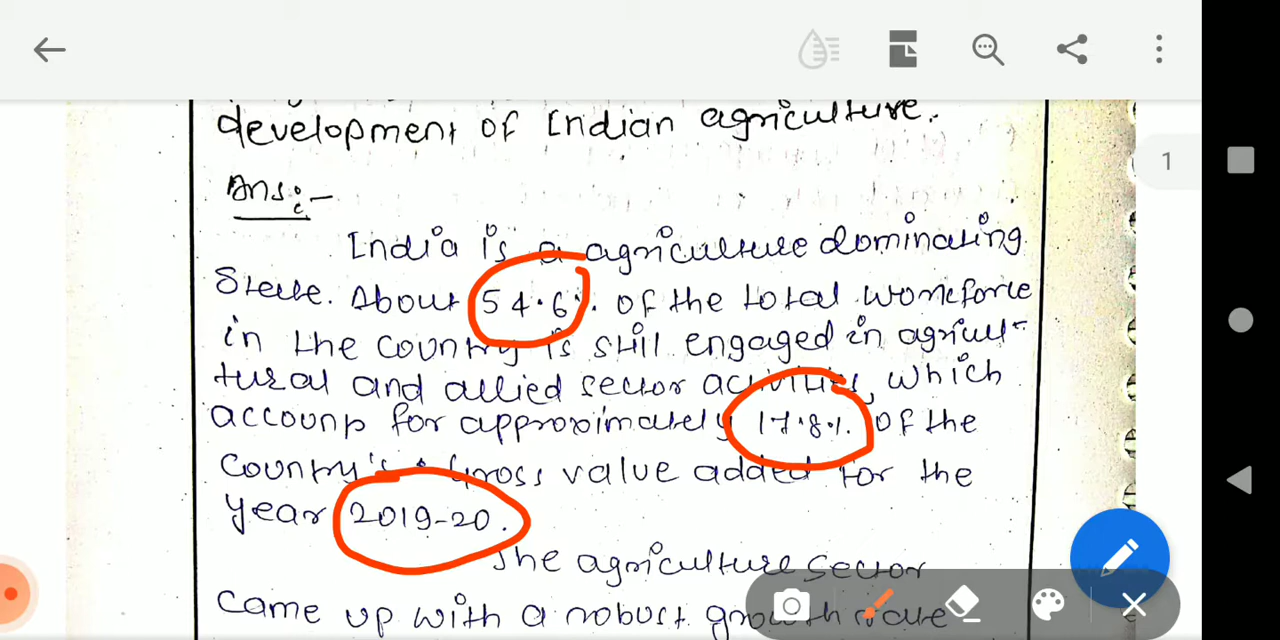 1
development of Indian agriculture.
Ans:-
India is a agriculture dominating
State. About 54.6%. of the total workforce
in the country is still engaged in agricul-
tural and allied sector activities, which
account for approximately 17.8%. of the
country's Gross value added for the
year 2019-20.
The agriculture sector
came up with a robust growth rate